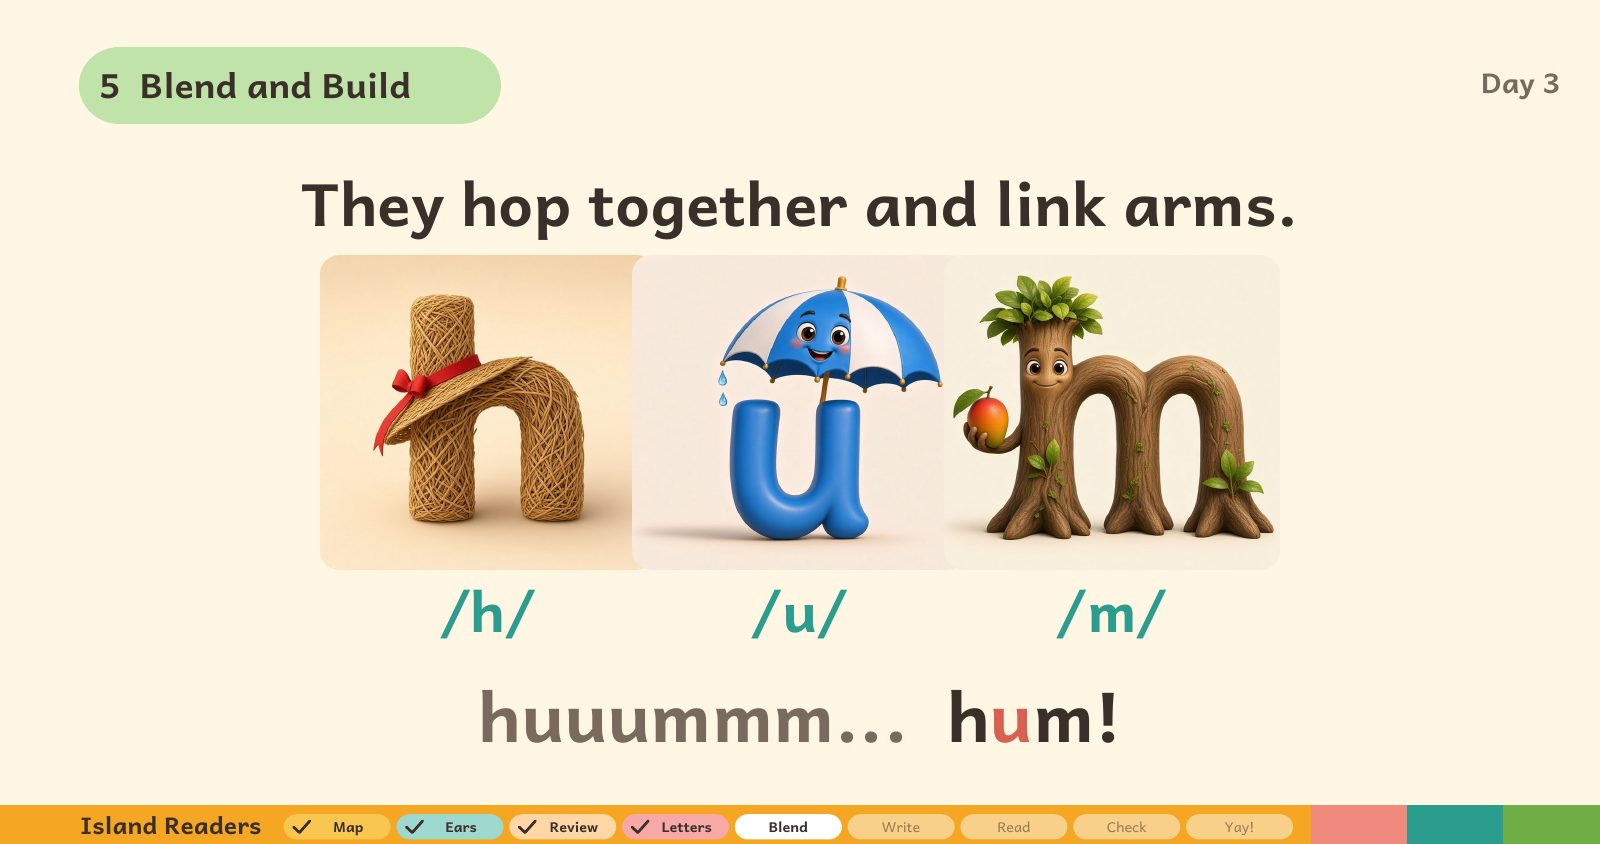 5 Blend and Build
Day 3
They hop together and link arms.
/h/ /u/ /m/
huuummm... hum!
Island Readers Map Ears Review Letters Blend Write Read Check Yay!